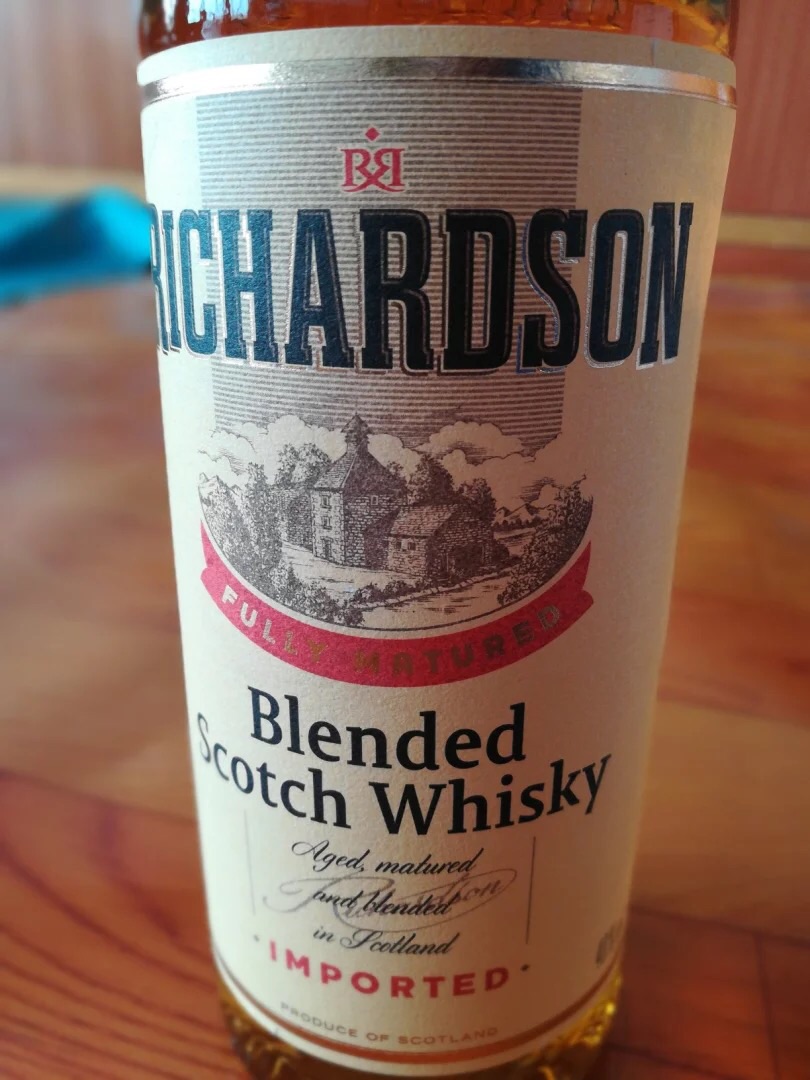 RR
RICHARDSON
FULLY MATURED
Blended
Scotch Whisky
Aged, matured
and blended
in Scotland
IMPORTED
PRODUCE OF SCOTLAND